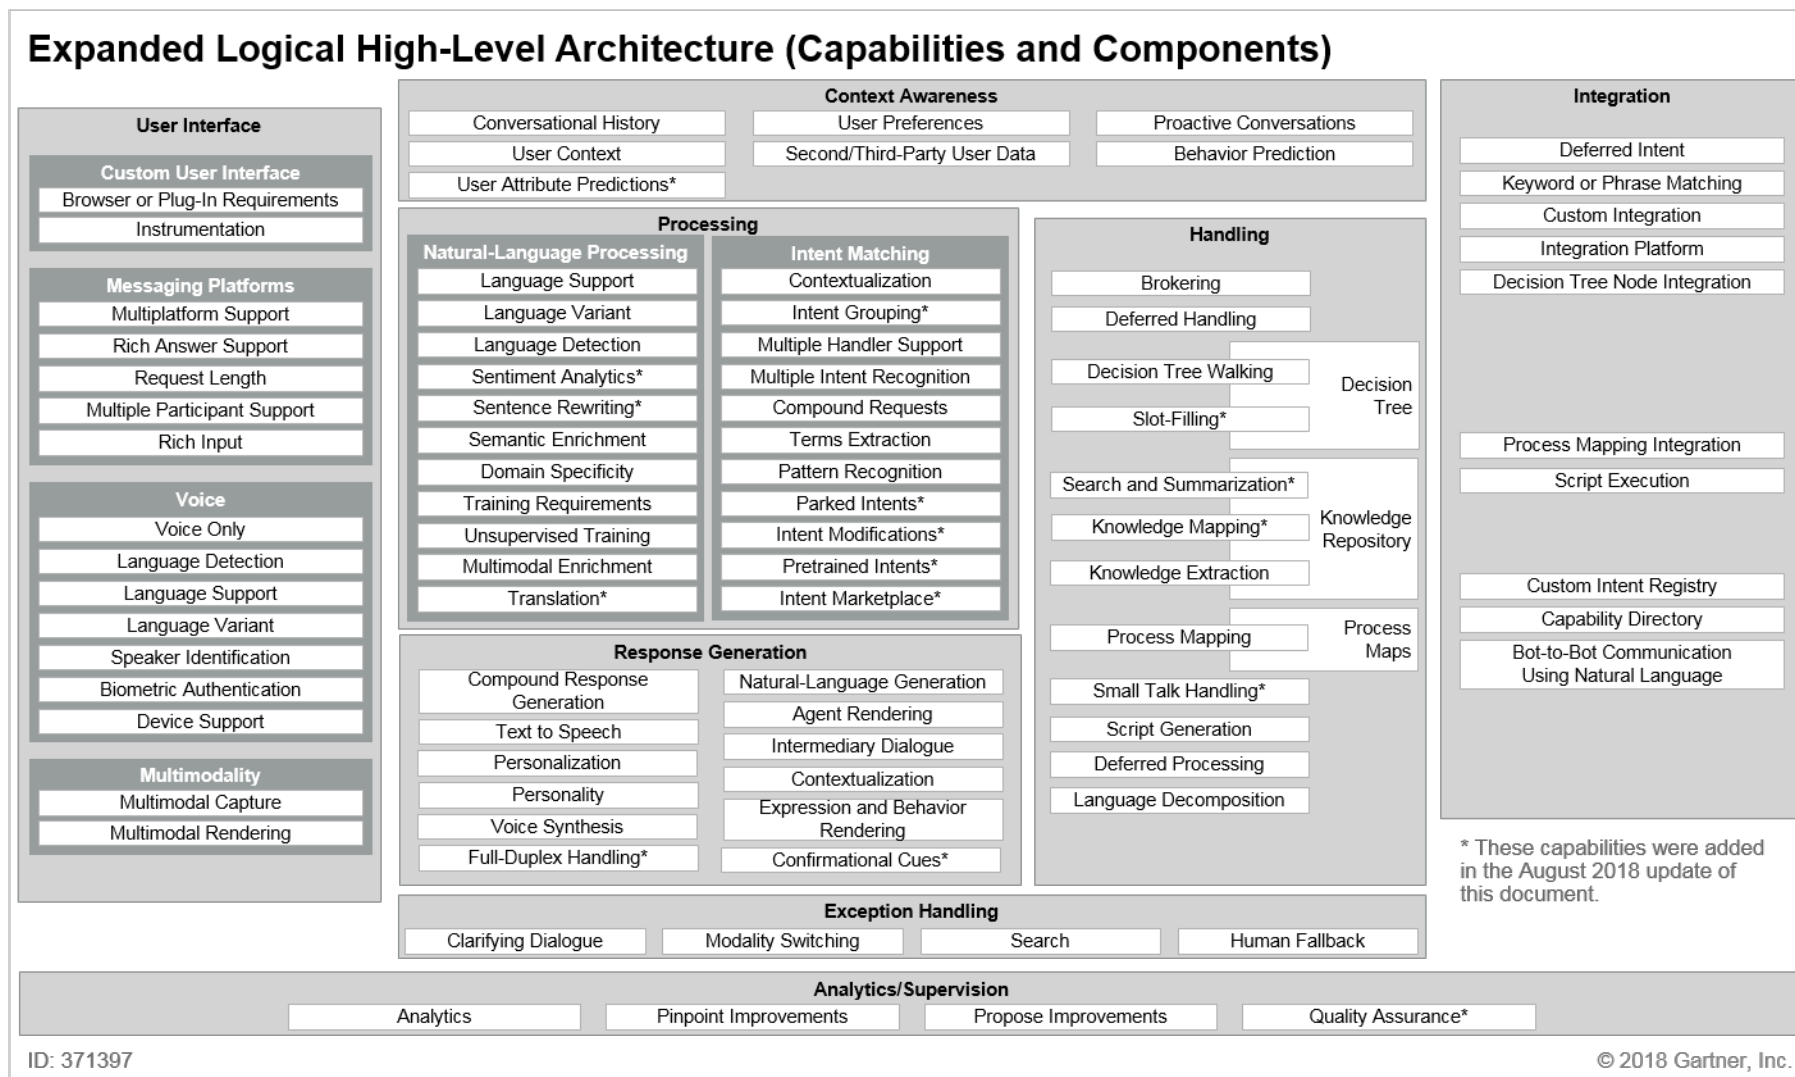 Expanded Logical High-Level Architecture (Capabilities and Components)
User Interface
Custom User Interface
Browser or Plug-In Requirements
Instrumentation
Messaging Platforms
Multiplatform Support
Rich Answer Support
Request Length
Multiple Participant Support
Rich Input
Voice
Voice Only
Language Detection
Language Support
Language Variant
Speaker Identification
Biometric Authentication
Device Support
Multimodality
Multimodal Capture
Multimodal Rendering
Context Awareness
Conversational History
User Preferences
Proactive Conversations
User Context
Second/Third-Party User Data
Behavior Prediction
User Attribute Predictions*
Processing
Natural-Language Processing
Language Support
Language Variant
Language Detection
Sentiment Analytics*
Sentence Rewriting*
Semantic Enrichment
Domain Specificity
Training Requirements
Unsupervised Training
Multimodal Enrichment
Translation*
Intent Matching
Contextualization
Intent Grouping*
Multiple Handler Support
Multiple Intent Recognition
Compound Requests
Terms Extraction
Pattern Recognition
Parked Intents*
Intent Modifications*
Pretrained Intents*
Intent Marketplace*
Response Generation
Compound Response
Generation
Text to Speech
Personalization
Personality
Voice Synthesis
Full-Duplex Handling*
Natural-Language Generation
Agent Rendering
Intermediary Dialogue
Contextualization
Expression and Behavior
Rendering
Confirmational Cues*
Handling
Brokering
Deferred Handling
Decision Tree Walking
Slot-Filling*
Decision
Tree
Search and Summarization*
Knowledge Mapping*
Knowledge Extraction
Knowledge
Repository
Process Mapping
Process
Maps
Small Talk Handling*
Script Generation
Deferred Processing
Language Decomposition
Integration
Deferred Intent
Keyword or Phrase Matching
Custom Integration
Integration Platform
Decision Tree Node Integration
Process Mapping Integration
Script Execution
Custom Intent Registry
Capability Directory
Bot-to-Bot Communication
Using Natural Language
* These capabilities were added
in the August 2018 update of
this document.
Exception Handling
Clarifying Dialogue
Modality Switching
Search
Human Fallback
Analytics/Supervision
Analytics
Pinpoint Improvements
Propose Improvements
Quality Assurance*
ID: 371397
© 2018 Gartner, Inc.